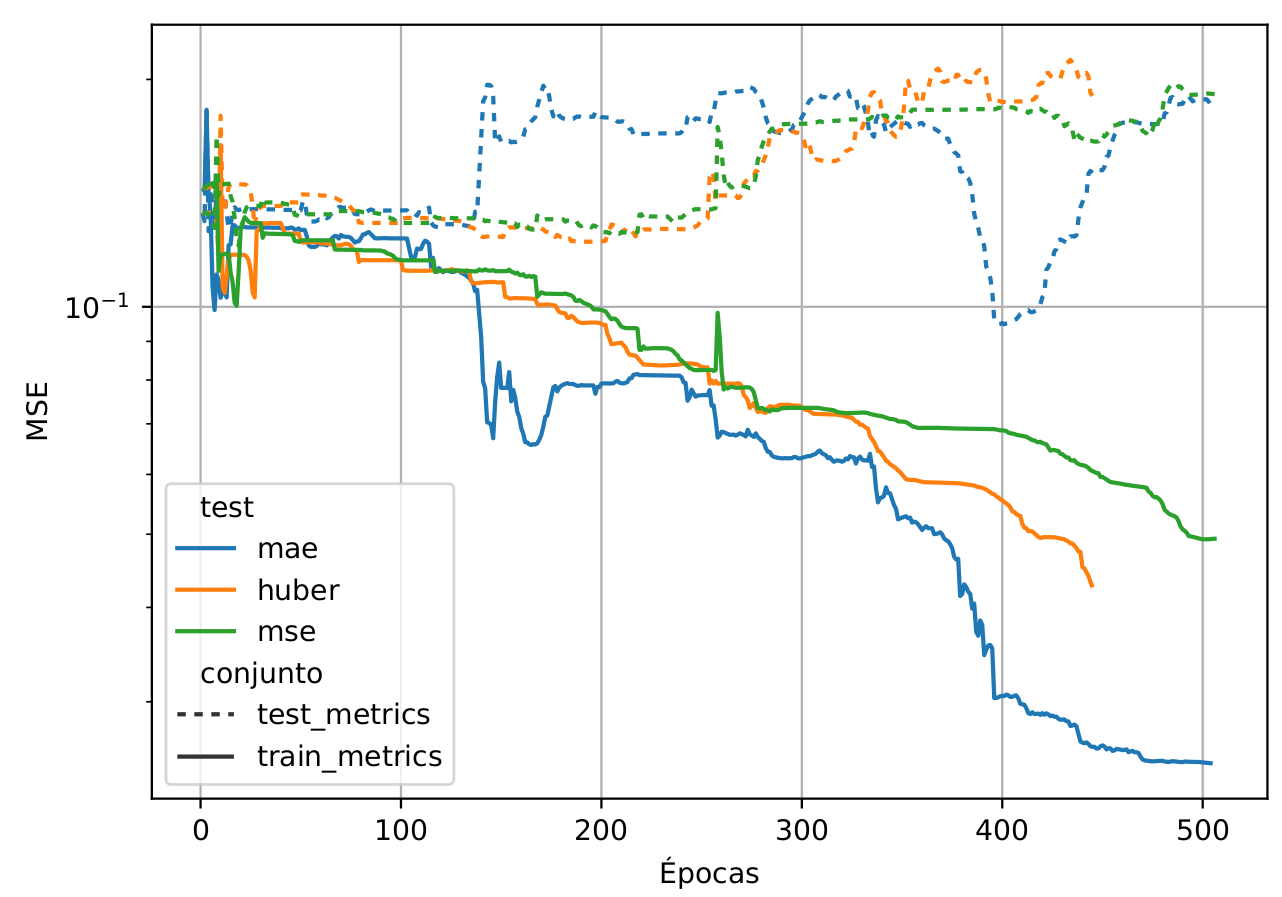 10⁻¹
MSE
test
mae
huber
mse
conjunto
test_metrics
train_metrics
0 100 200 300 400 500
Épocas